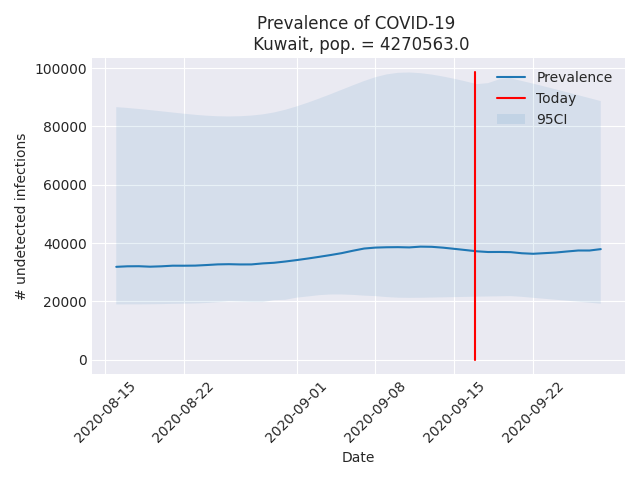 Prevalence of COVID-19
Kuwait, pop. = 4270563.0
100000
80000
60000
40000
20000
0
# undetected infections
Prevalence
Today
95CI
2020-08-15
2020-08-22
2020-09-01
2020-09-08
2020-09-15
2020-09-22
Date